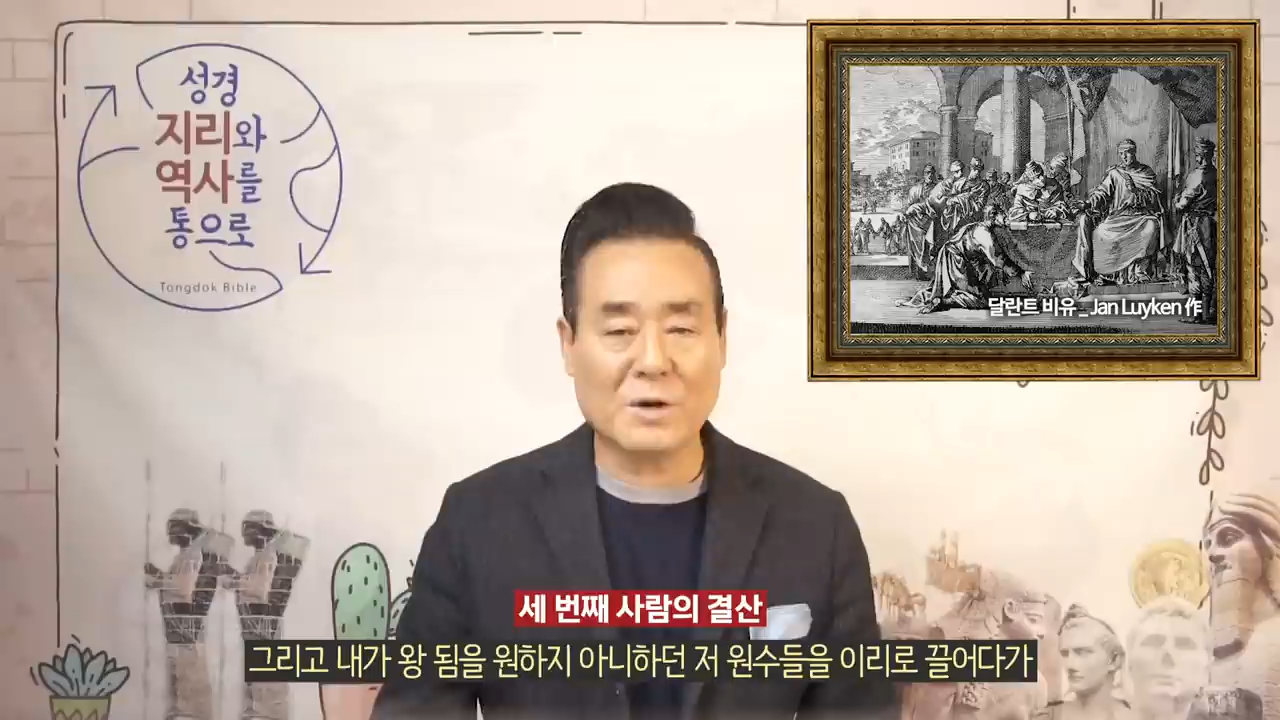 성경
지리와
역사를
통으로
Tongdok Bible
달란트 비유 _ Jan Luyken 作
세 번째 사람의 결산
그리고 내가 왕 됨을 원하지 아니하던 저 원수들을 이리로 끌어다가